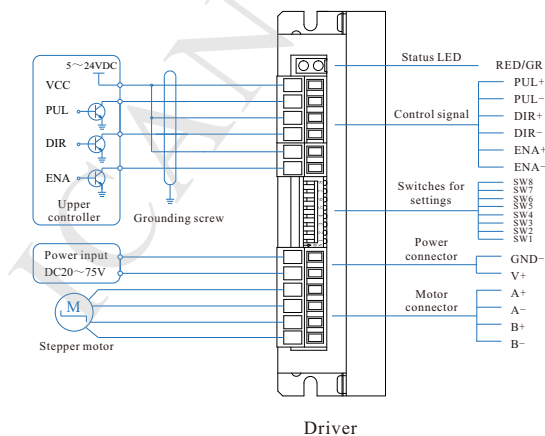 5～24VDC
VCC
PUL
DIR
ENA
Upper
controller
Grounding screw
Power input
DC20～75V
M
Stepper motor
Status LED
RED/GR
Control signal
PUL+
PUL−
DIR+
DIR−
ENA+
ENA−
Switches for
settings
SW8
SW7
SW6
SW5
SW4
SW3
SW2
SW1
Power
connector
GND−
V+
Motor
connector
A+
A−
B+
B−
Driver
ICAN